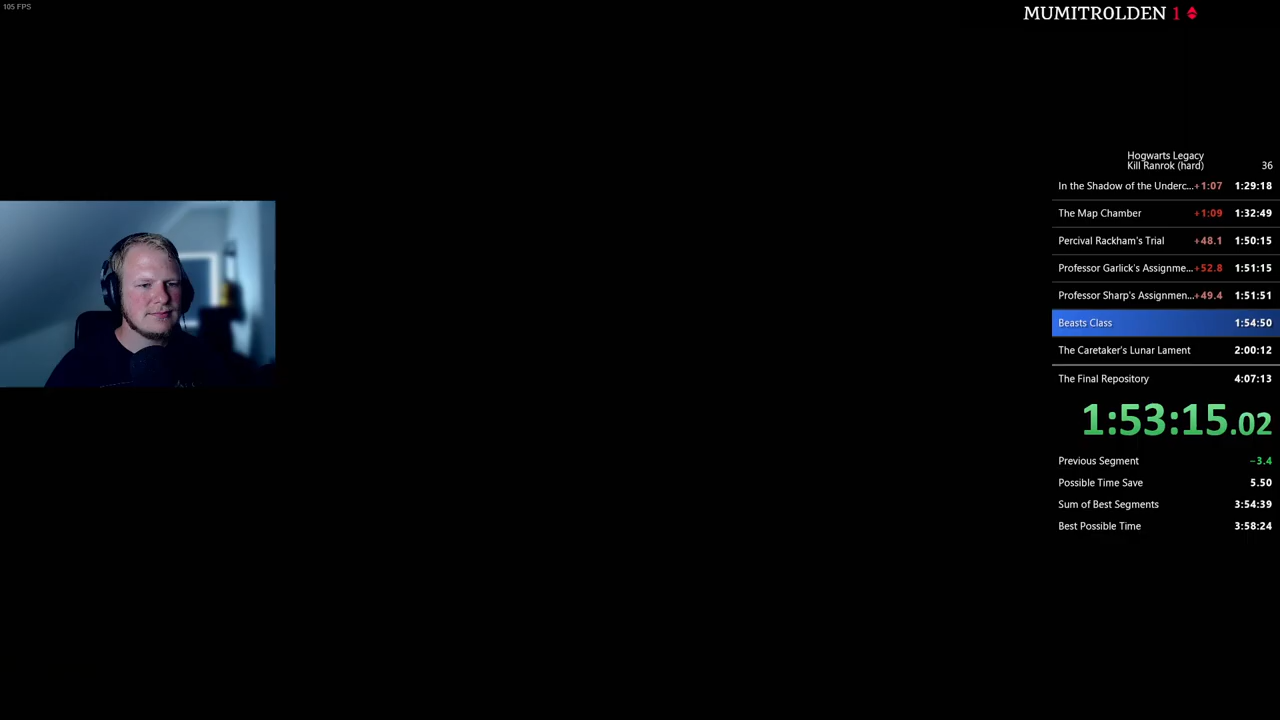 105 FPS
MUMITROLDEN 1
Hogwarts Legacy
Kill Ranrok (hard) 36
In the Shadow of the Underc... +1:07 1:29:18
The Map Chamber +1:09 1:32:49
Percival Rackham's Trial +48.1 1:50:15
Professor Garlick's Assignme... +52.8 1:51:15
Professor Sharp's Assignmen... +49.4 1:51:51
Beasts Class 1:54:50
The Caretaker's Lunar Lament 2:00:12
The Final Repository 4:07:13
1:53:15.02
Previous Segment −3.4
Possible Time Save 5.50
Sum of Best Segments 3:54:39
Best Possible Time 3:58:24